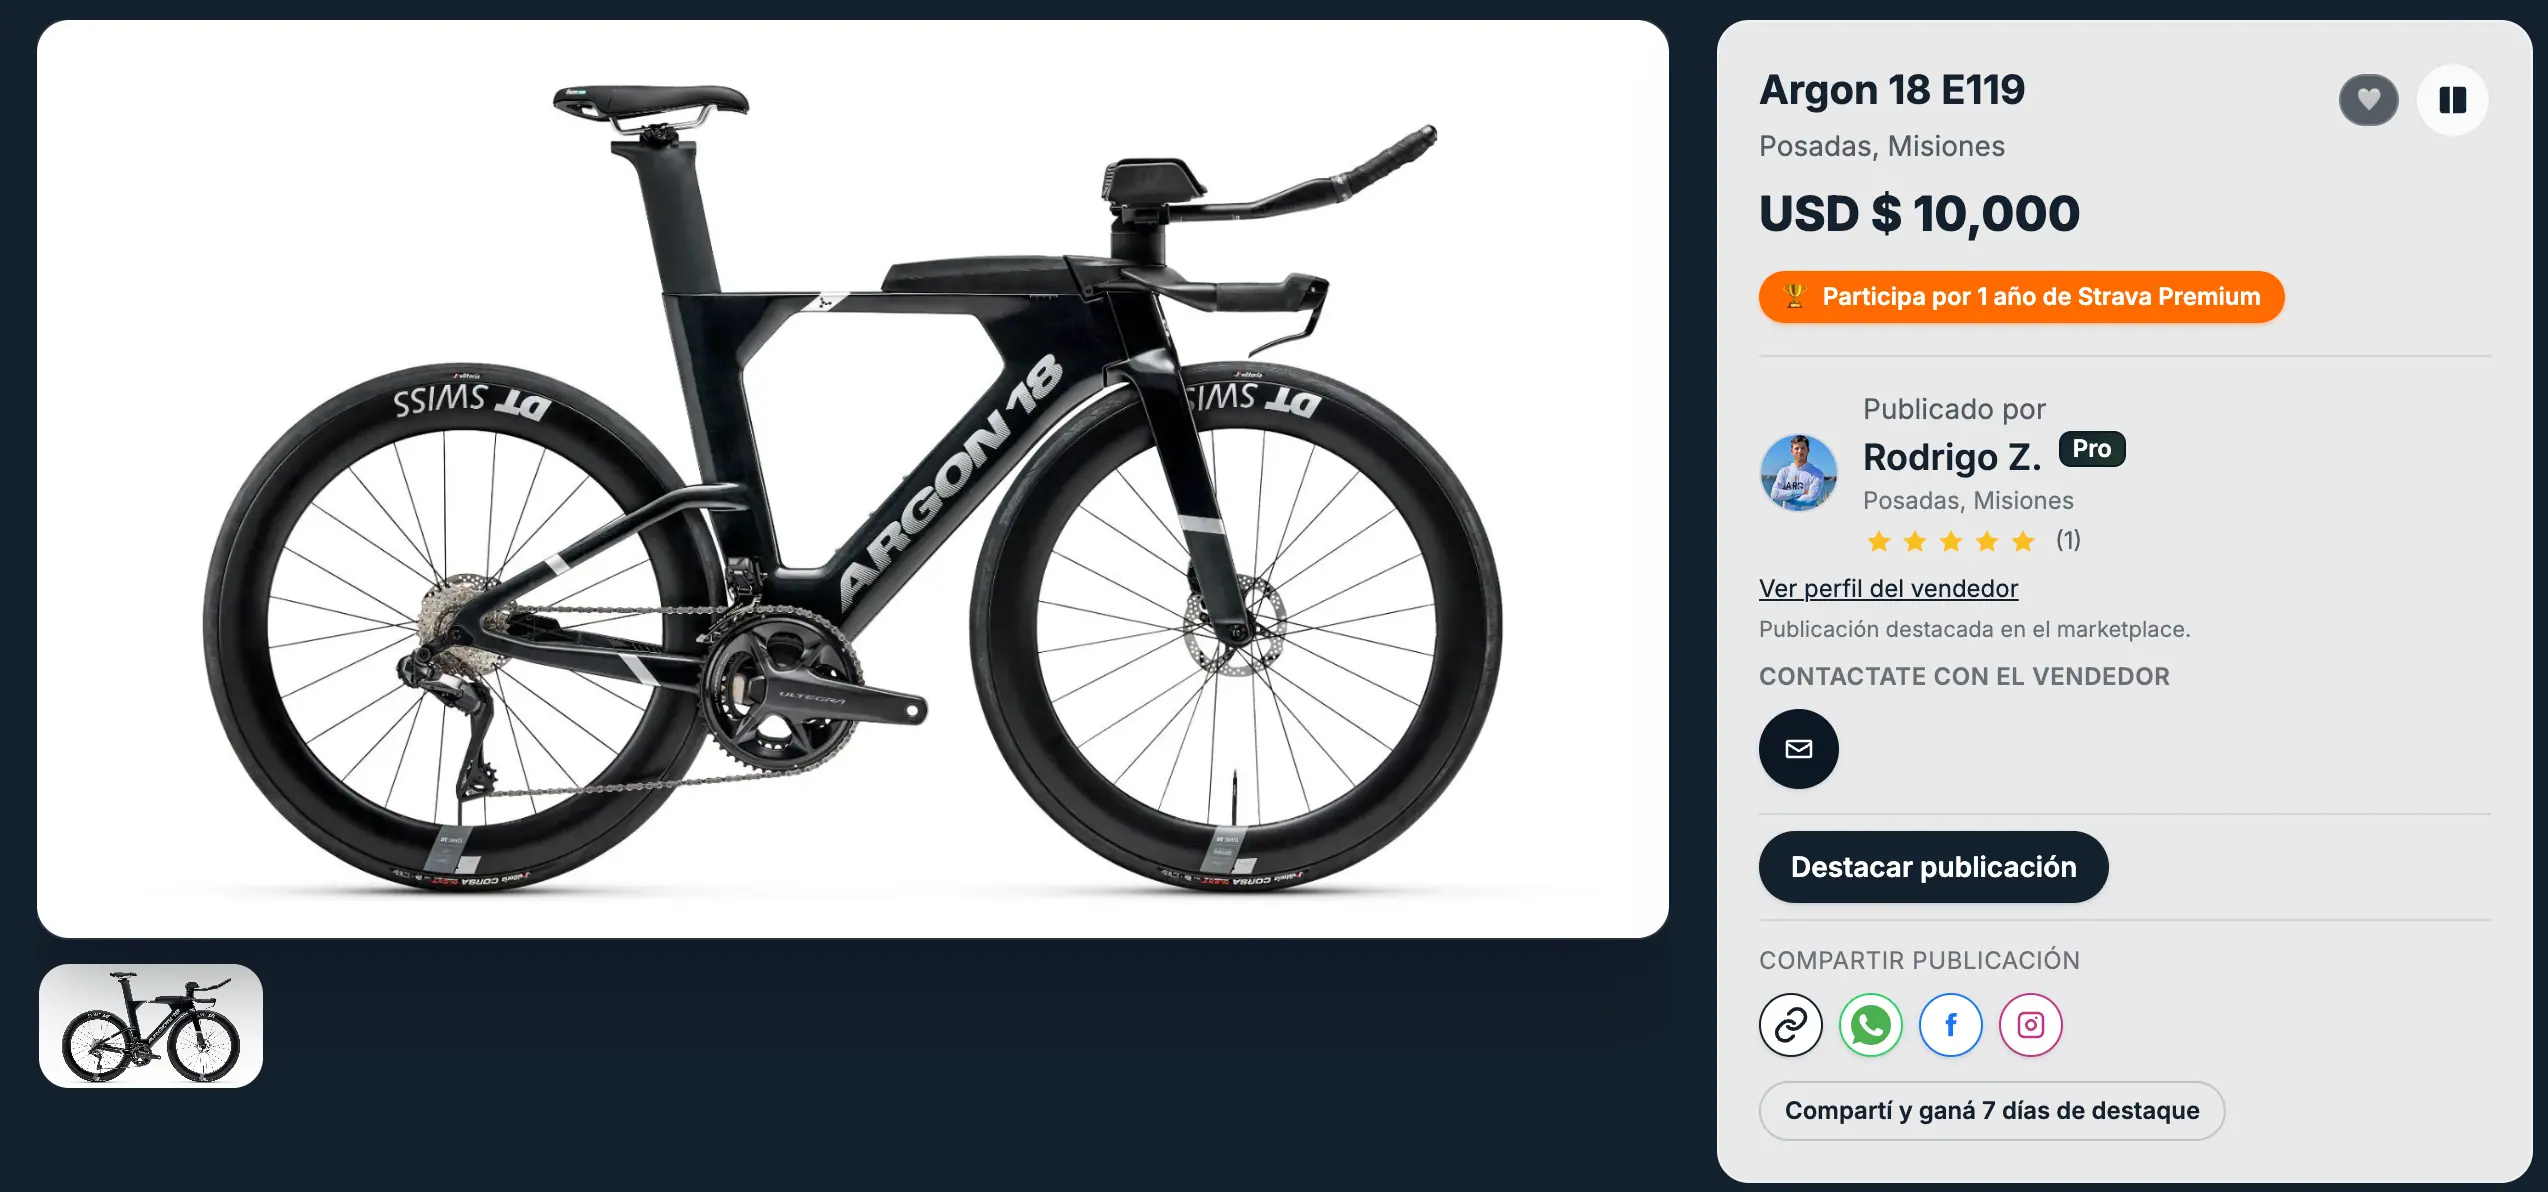 DT SWISS
DT SWISS
ARGON 18
ULTEGRA
Argon 18 E119
Posadas, Misiones
USD $ 10,000
Participa por 1 año de Strava Premium
Publicado por
Rodrigo Z. Pro
Posadas, Misiones
(1)
Ver perfil del vendedor
Publicación destacada en el marketplace.
CONTACTATE CON EL VENDEDOR
Destacar publicación
COMPARTIR PUBLICACIÓN
Compartí y ganá 7 días de destaque